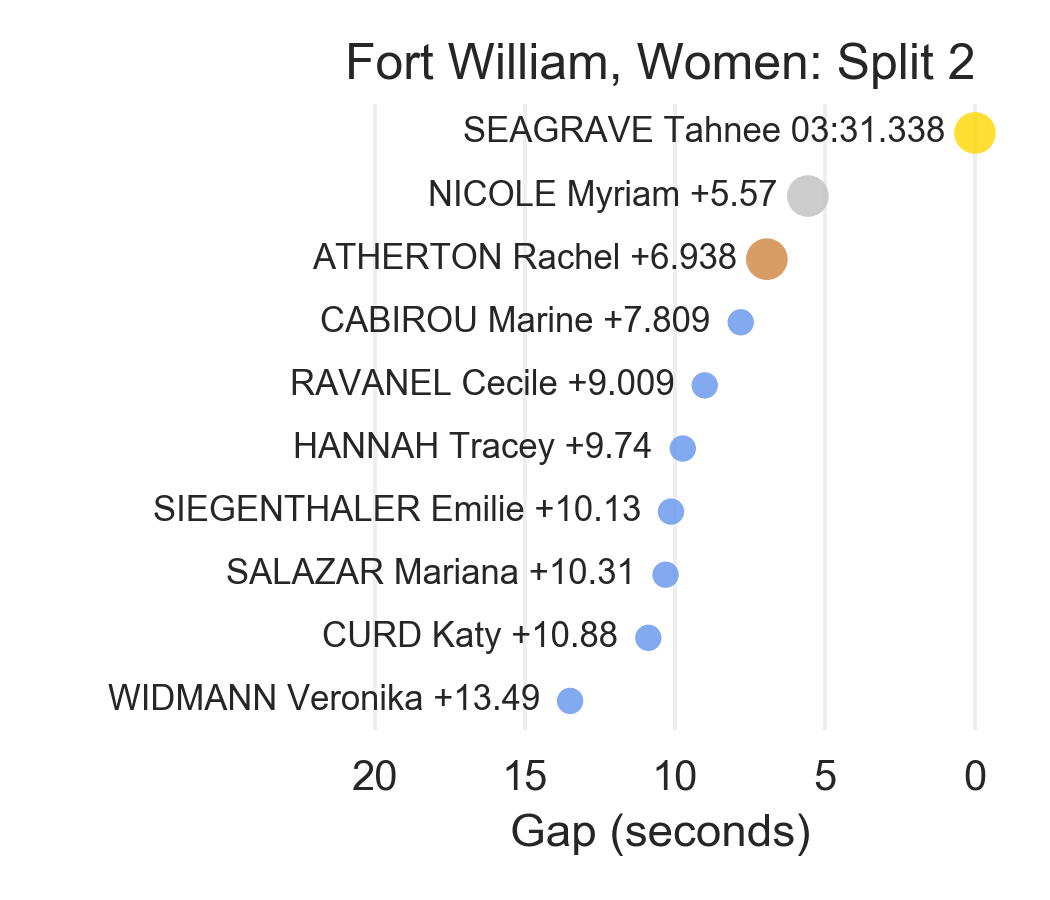 Fort William, Women: Split 2
SEAGRAVE Tahnee 03:31.338
NICOLE Myriam +5.57
ATHERTON Rachel +6.938
CABIROU Marine +7.809
RAVANEL Cecile +9.009
HANNAH Tracey +9.74
SIEGENTHALER Emilie +10.13
SALAZAR Mariana +10.31
CURD Katy +10.88
WIDMANN Veronika +13.49
20 15 10 5 0
Gap (seconds)